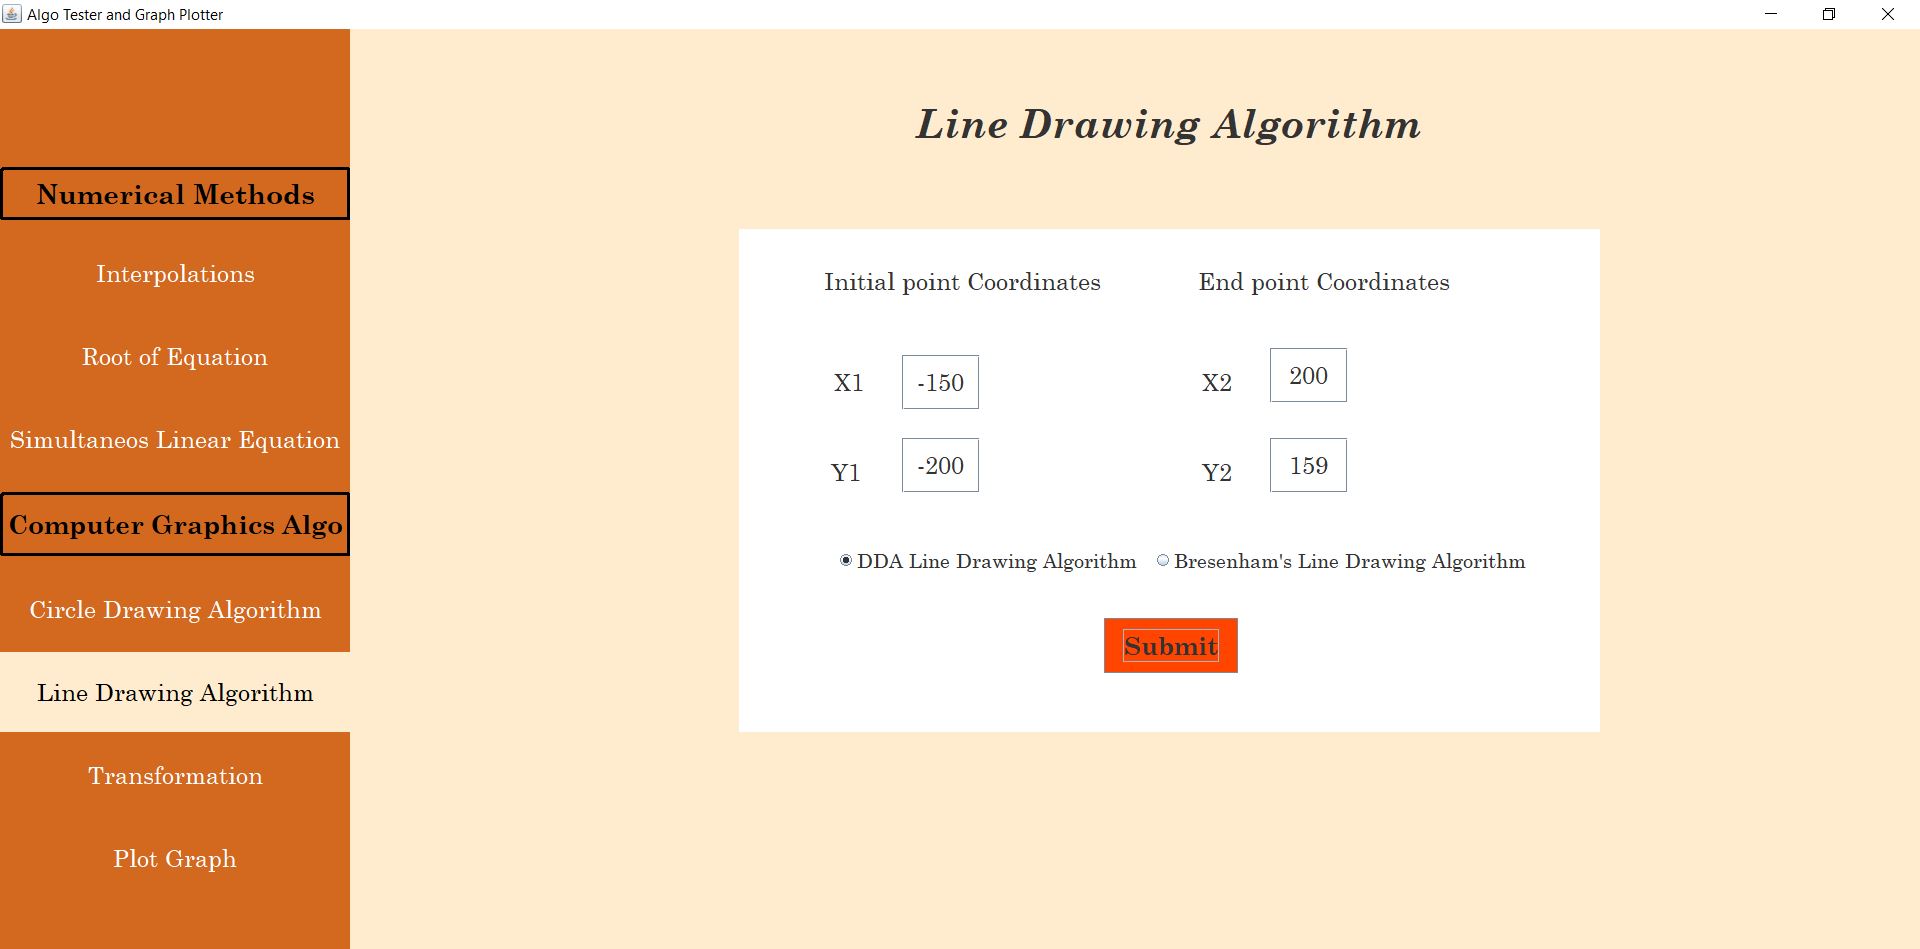 Algo Tester and Graph Plotter
Numerical Methods
Interpolations
Root of Equation
Simultaneos Linear Equation
Computer Graphics Algo
Circle Drawing Algorithm
Line Drawing Algorithm
Transformation
Plot Graph
Line Drawing Algorithm
Initial point Coordinates End point Coordinates
X1 -150 X2 200
Y1 -200 Y2 159
DDA Line Drawing Algorithm Bresenham's Line Drawing Algorithm
Submit